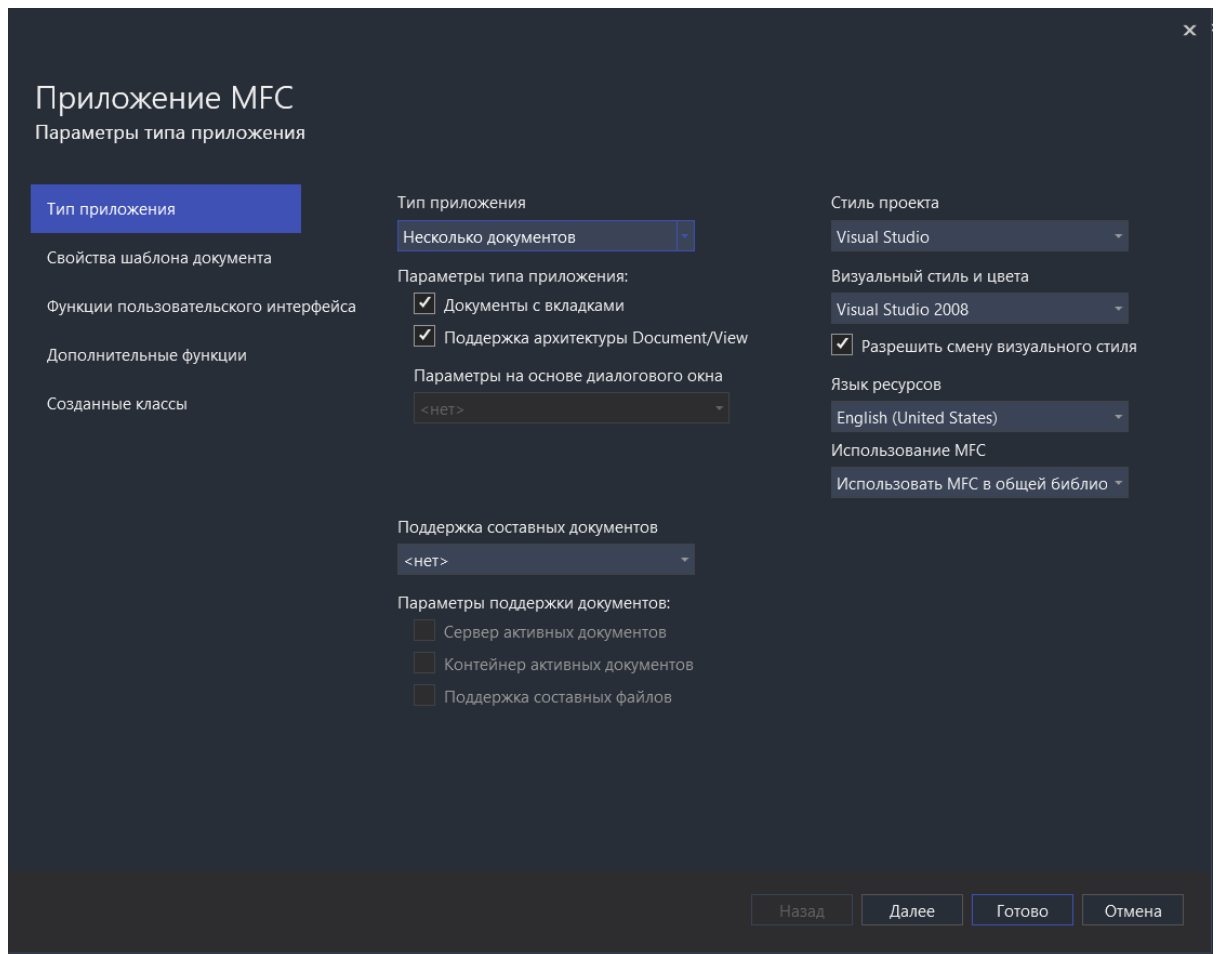 Приложение MFC
Параметры типа приложения
Тип приложения
Свойства шаблона документа
Функции пользовательского интерфейса
Дополнительные функции
Созданные классы
Тип приложения
Несколько документов
Параметры типа приложения:
Документы с вкладками
Поддержка архитектуры Document/View
Параметры на основе диалогового окна
<нет>
Поддержка составных документов
<нет>
Параметры поддержки документов:
Сервер активных документов
Контейнер активных документов
Поддержка составных файлов
Стиль проекта
Visual Studio
Визуальный стиль и цвета
Visual Studio 2008
Разрешить смену визуального стиля
Язык ресурсов
English (United States)
Использование MFC
Использовать MFC в общей библио
Назад
Далее
Готово
Отмена